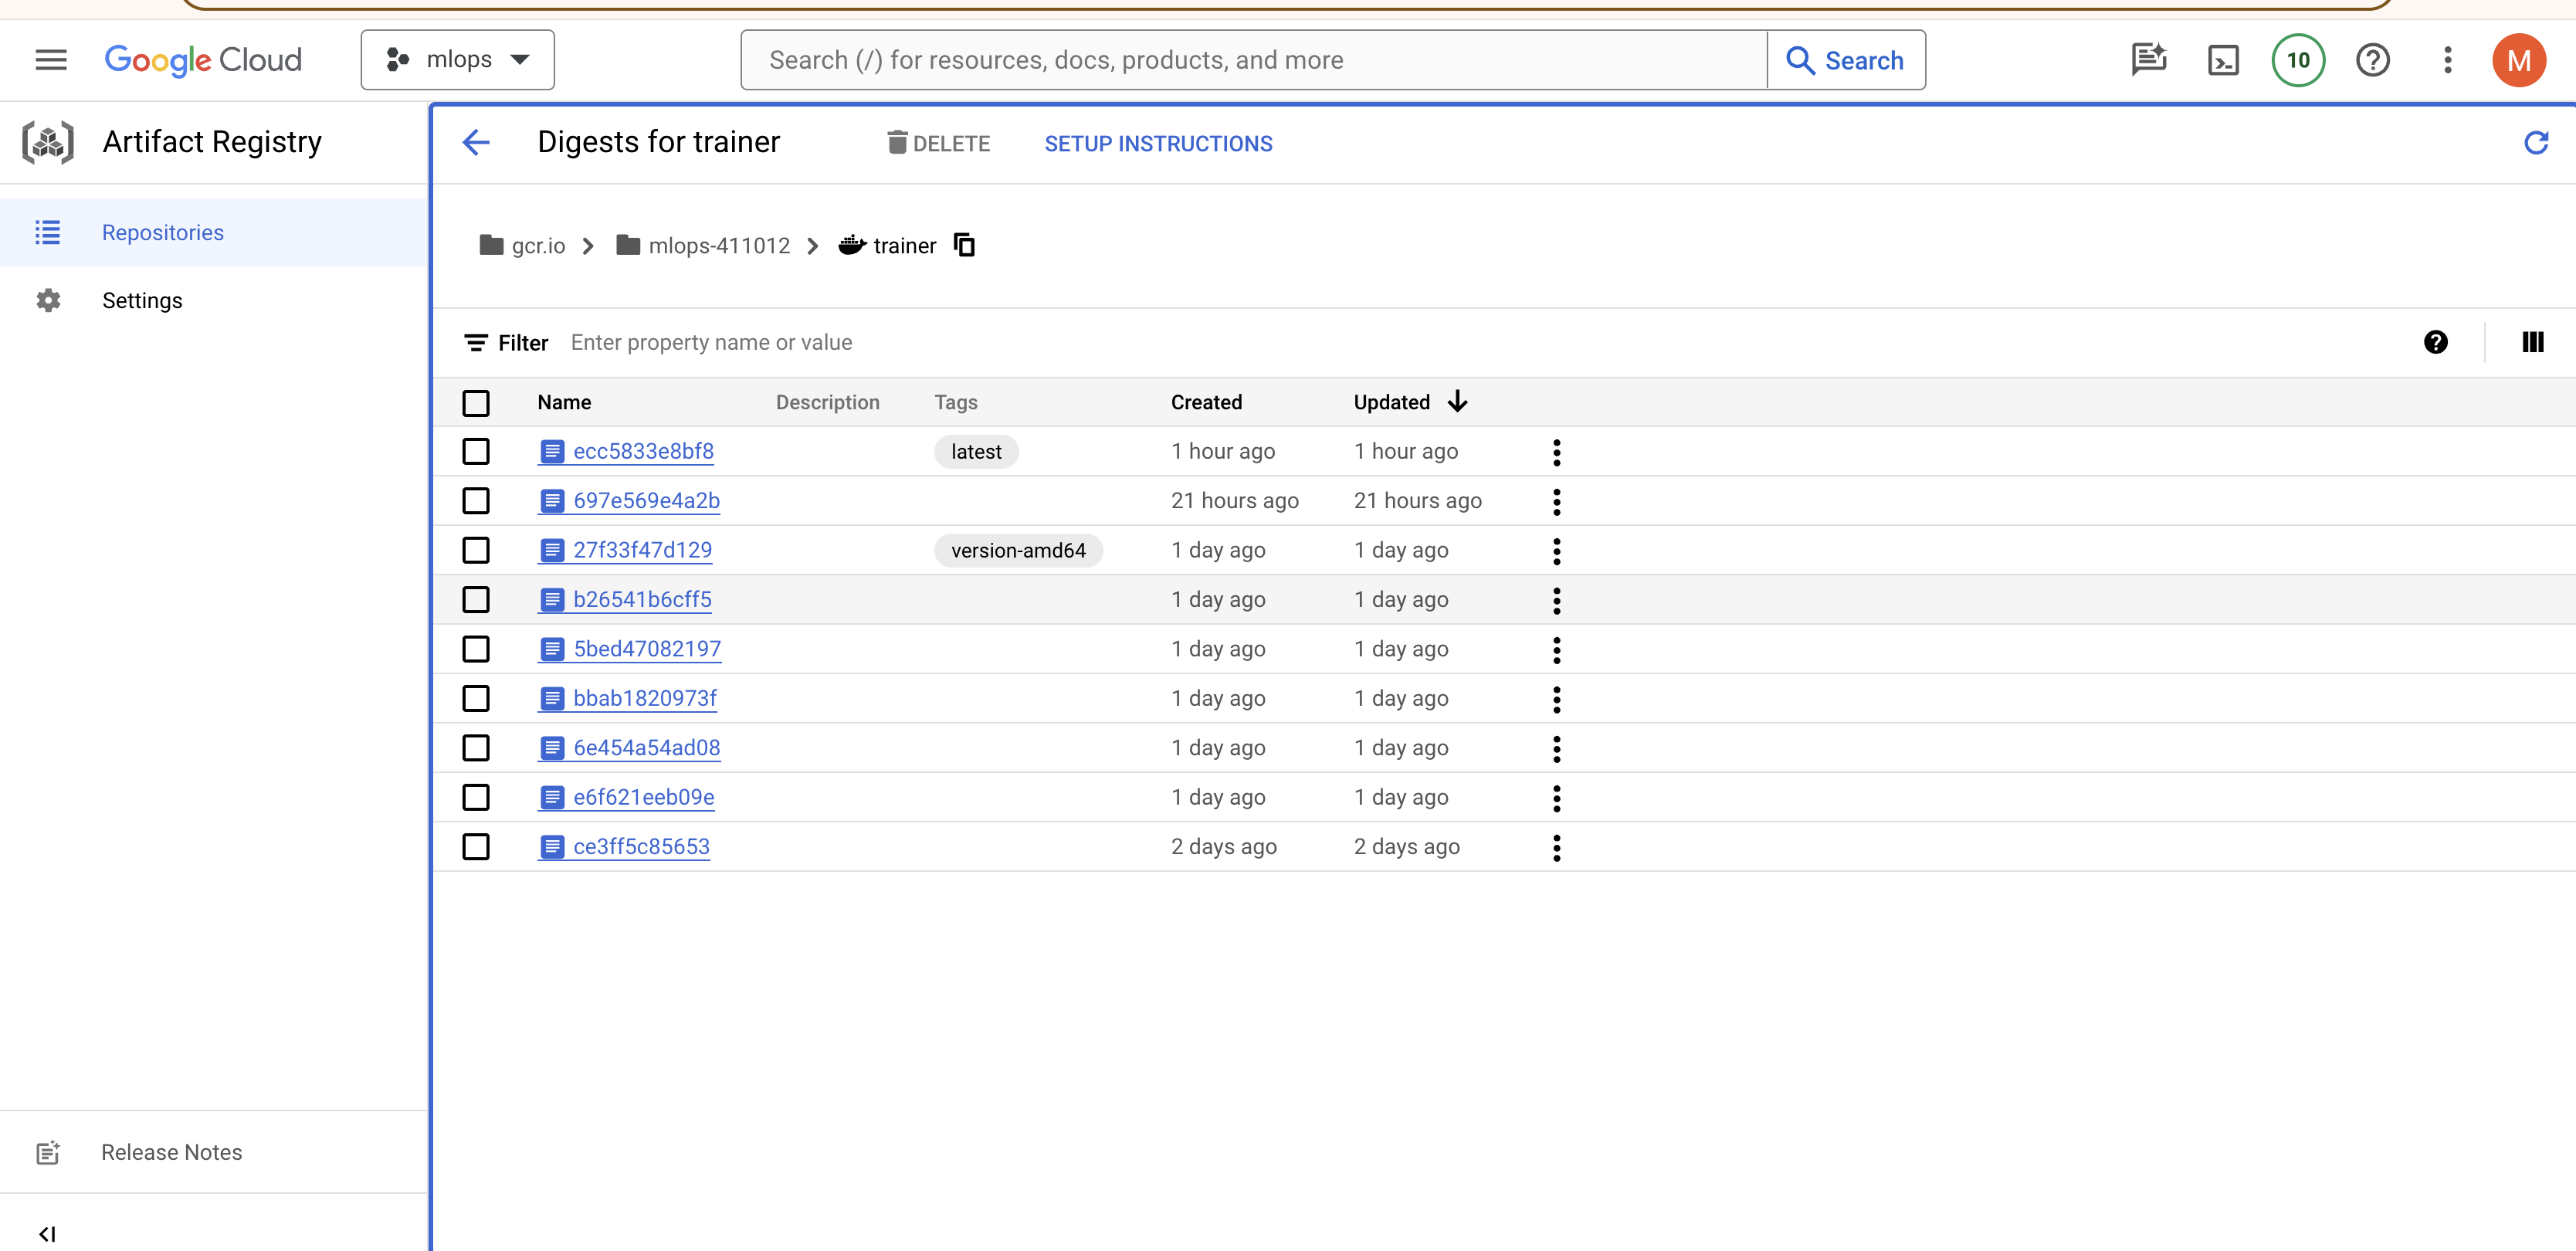 Google Cloud
mlops
Search (/) for resources, docs, products, and more
Search
10
M
Artifact Registry
Digests for trainer
DELETE
SETUP INSTRUCTIONS
Repositories
Settings
gcr.io
mlops-411012
trainer
Filter
Enter property name or value
Name Description Tags Created Updated
ecc5833e8bf8 latest 1 hour ago 1 hour ago
697e569e4a2b 21 hours ago 21 hours ago
27f33f47d129 version-amd64 1 day ago 1 day ago
b26541b6cff5 1 day ago 1 day ago
5bed47082197 1 day ago 1 day ago
bbab1820973f 1 day ago 1 day ago
6e454a54ad08 1 day ago 1 day ago
e6f621eeb09e 1 day ago 1 day ago
ce3ff5c85653 2 days ago 2 days ago
Release Notes